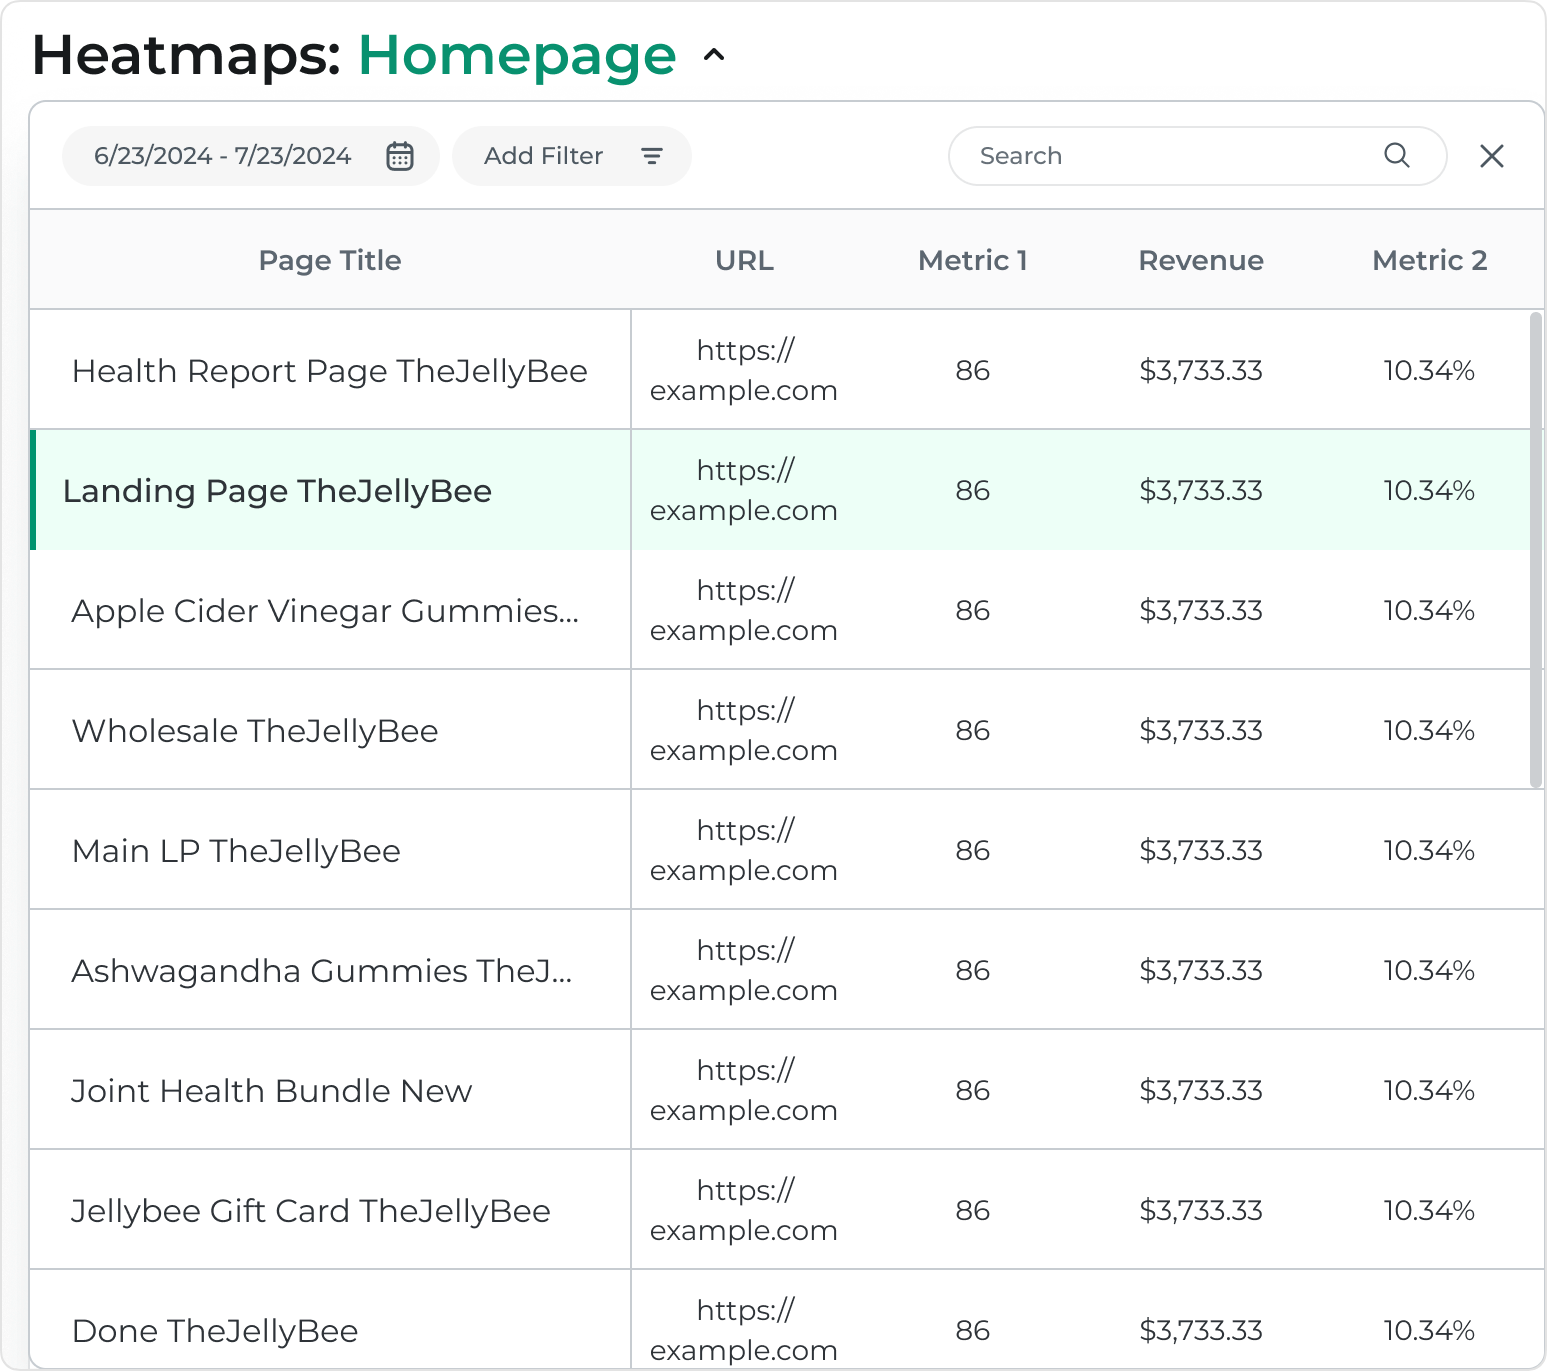 Heatmaps: Homepage
6/23/2024 - 7/23/2024 Add Filter Search
Page Title URL Metric 1 Revenue Metric 2
Health Report Page TheJellyBee https://
example.com 86 $3,733.33 10.34%
Landing Page TheJellyBee https://
example.com 86 $3,733.33 10.34%
Apple Cider Vinegar Gummies... https://
example.com 86 $3,733.33 10.34%
Wholesale TheJellyBee https://
example.com 86 $3,733.33 10.34%
Main LP TheJellyBee https://
example.com 86 $3,733.33 10.34%
Ashwagandha Gummies TheJ... https://
example.com 86 $3,733.33 10.34%
Joint Health Bundle New https://
example.com 86 $3,733.33 10.34%
Jellybee Gift Card TheJellyBee https://
example.com 86 $3,733.33 10.34%
Done TheJellyBee https://
example.com 86 $3,733.33 10.34%